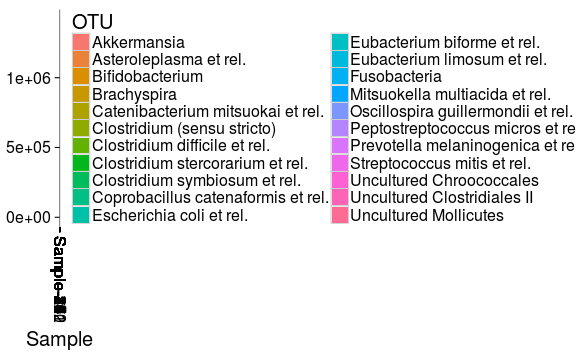 OTU
Akkermansia
Asteroleplasma et rel.
Bifidobacterium
Brachyspira
Catenibacterium mitsuokai et rel.
Clostridium (sensu stricto)
Clostridium difficile et rel.
Clostridium stercorarium et rel.
Clostridium symbiosum et rel.
Coprobacillus catenaformis et rel.
Escherichia coli et rel.
Eubacterium biforme et rel.
Eubacterium limosum et rel.
Fusobacteria
Mitsuokella multiacida et rel.
Oscillospira guillermondii et rel.
Peptostreptococcus micros et re
Prevotella melaninogenica et re
Streptococcus mitis et rel.
Uncultured Chroococcales
Uncultured Clostridiales II
Uncultured Mollicutes
1e+06
5e+05
0e+00
Sample